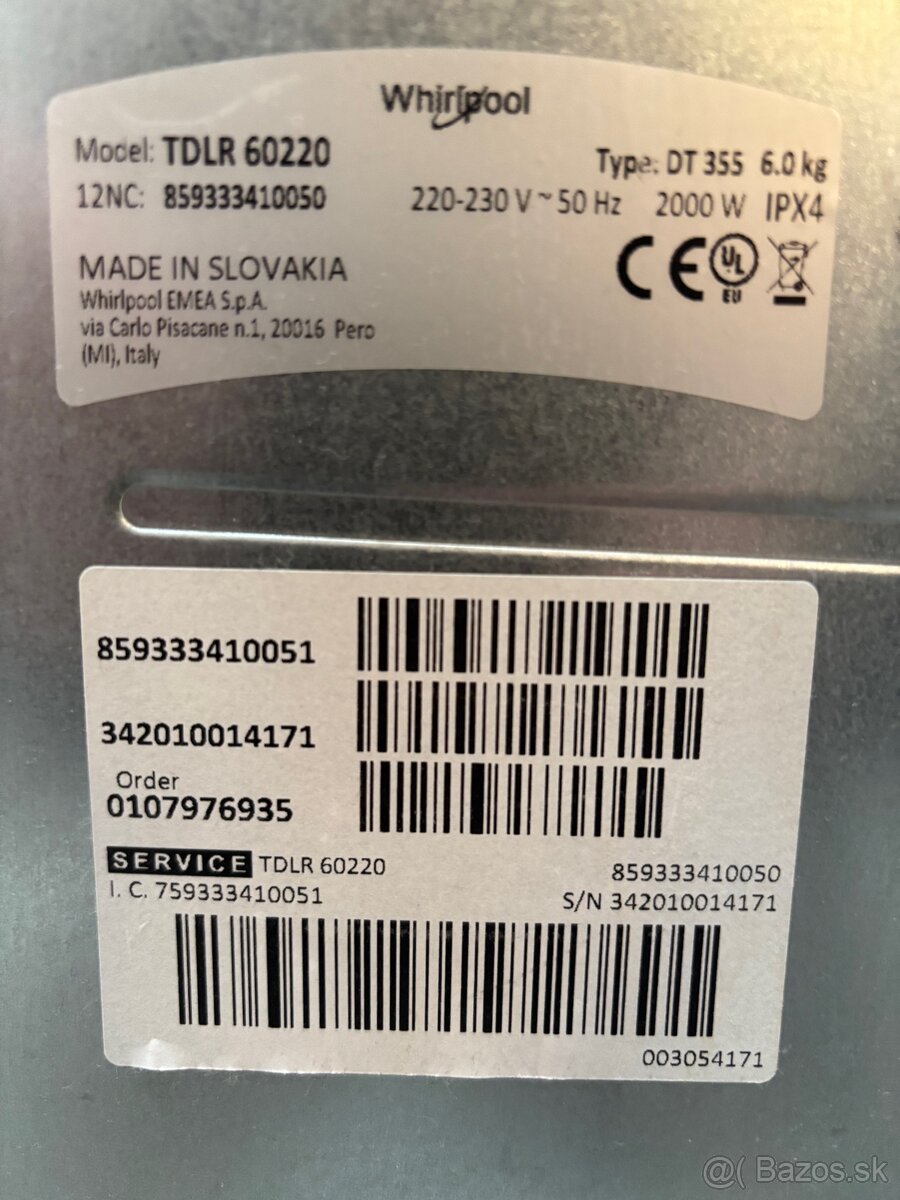 Whirlpool
Model: TDLR 60220
Type: DT 355 6.0 kg
12NC: 859333410050
220-230 V ~ 50 Hz 2000 W IPX4
MADE IN SLOVAKIA
Whirlpool EMEA S.p.A.
via Carlo Pisacane n.1, 20016 Pero
(MI), Italy
CE UL
EU
859333410051
342010014171
Order
0107976935
SERVICE TDLR 60220
859333410050
I. C. 759333410051
S/N 342010014171
003054171
@( Bazos.sk